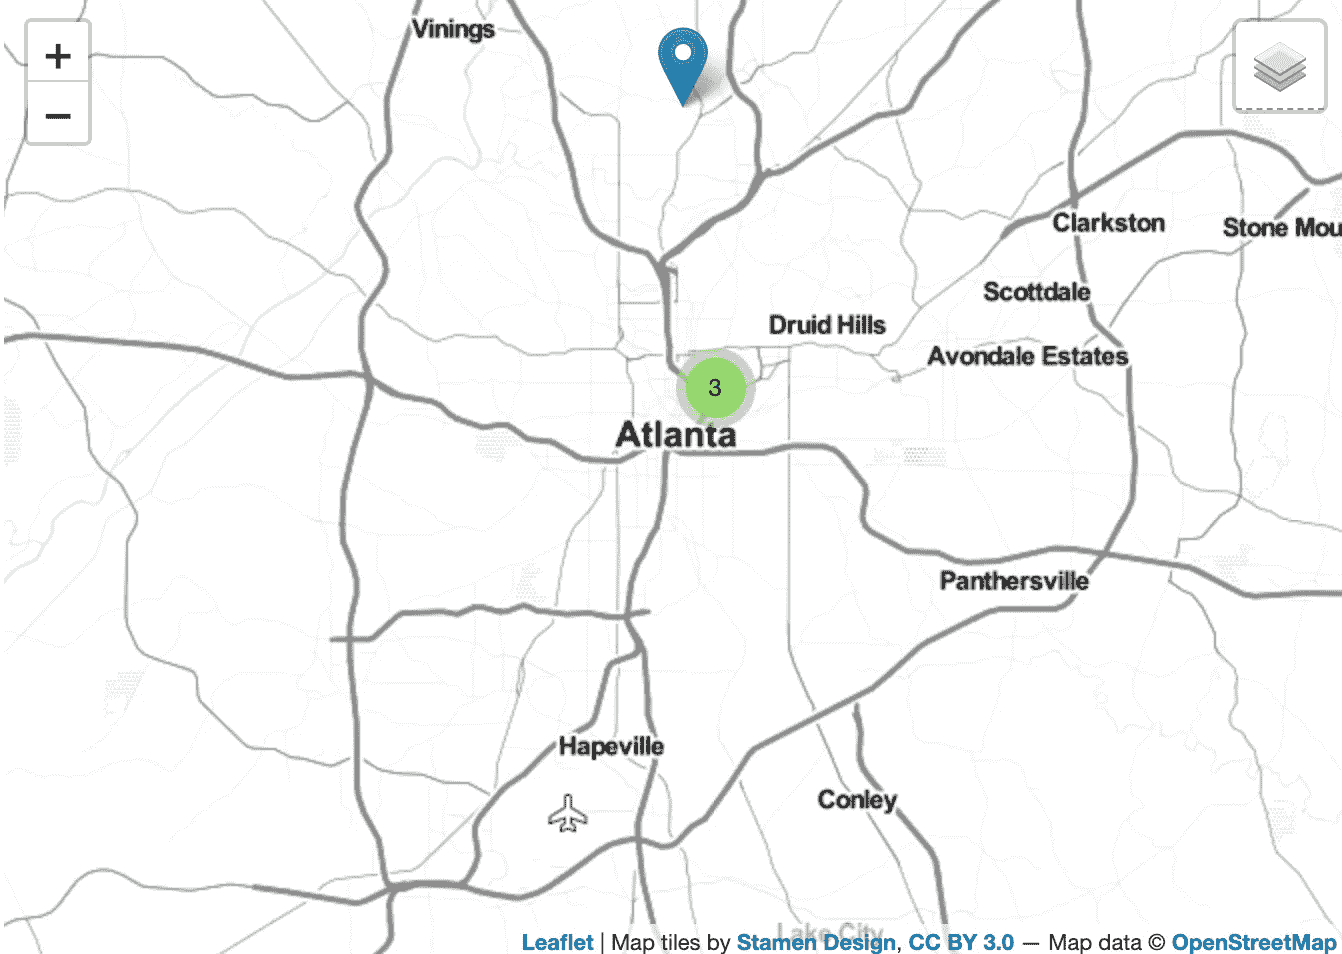 Vinings
+
−
Clarkston
Stone Mou
Scottdale
Druid Hills
Avondale Estates
3
Atlanta
Panthersville
Hapeville
Conley
Lake City
Leaflet | Map tiles by Stamen Design, CC BY 3.0 — Map data © OpenStreetMap